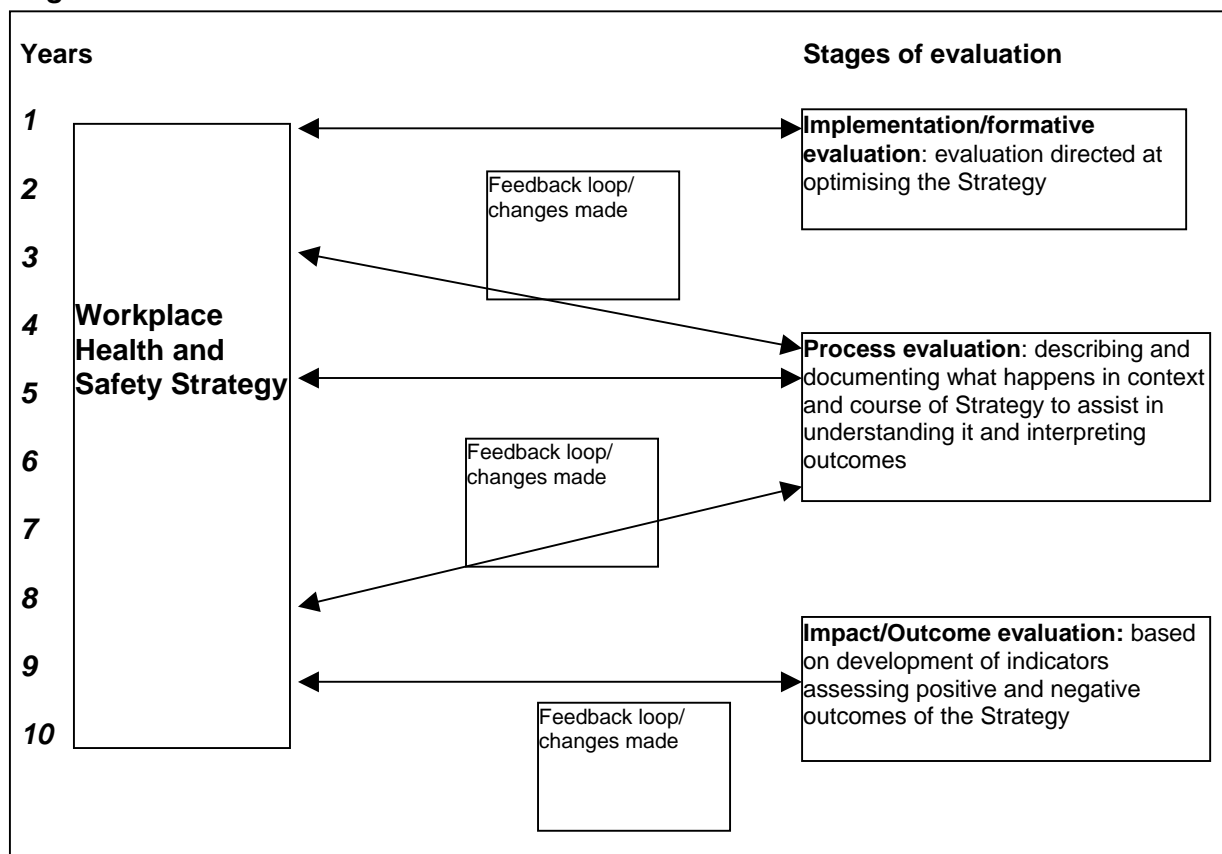 Years
Stages of evaluation
1
2
3
4
5
6
7
8
9
10
Workplace
Health and
Safety Strategy
Implementation/formative
evaluation: evaluation directed at
optimising the Strategy
Feedback loop/
changes made
Process evaluation: describing and
documenting what happens in context
and course of Strategy to assist in
understanding it and interpreting
outcomes
Feedback loop/
changes made
Impact/Outcome evaluation: based
on development of indicators
assessing positive and negative
outcomes of the Strategy
Feedback loop/
changes made